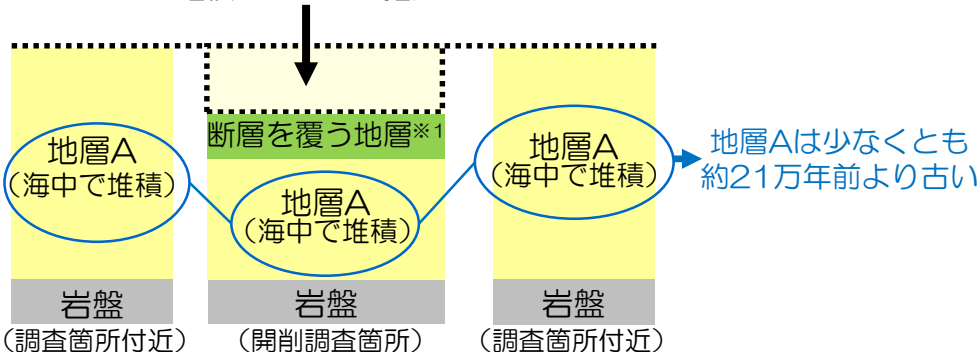 断層を覆う地層※1
地層A
(海中で堆積)
地層A
(海中で堆積)
地層A
(海中で堆積)
地層Aは少なくとも
約21万年前より古い
岩盤
(調査箇所付近)
岩盤
(開削調査箇所)
岩盤
(調査箇所付近)